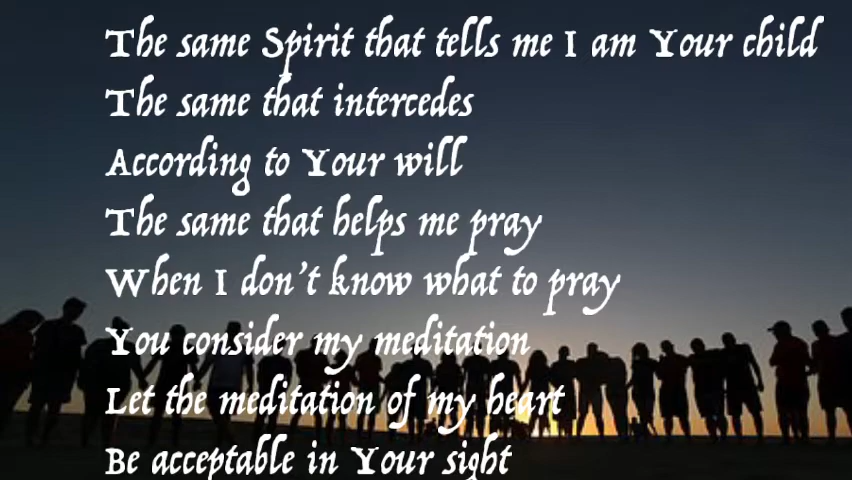 The same Spirit that tells me I am Your child
The same that intercedes
According to Your will
The same that helps me pray
When I don't know what to pray
You consider my meditation
Let the meditation of my heart
Be acceptable in Your sight